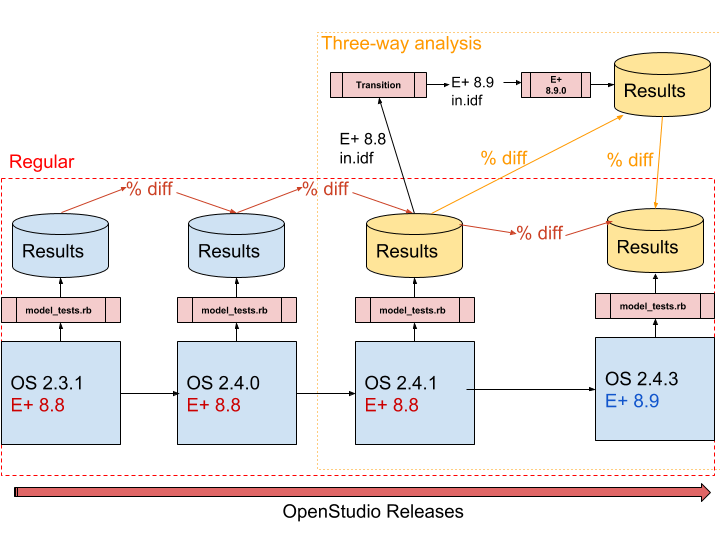 Three-way analysis
Transition
E+ 8.9
in.idf
E+
8.9.0
Results
E+ 8.8
in.idf
% diff
% diff
Regular
% diff
% diff
% diff
Results
Results
Results
Results
model_tests.rb
model_tests.rb
model_tests.rb
model_tests.rb
OS 2.3.1
E+ 8.8
OS 2.4.0
E+ 8.8
OS 2.4.1
E+ 8.8
OS 2.4.3
E+ 8.9
OpenStudio Releases